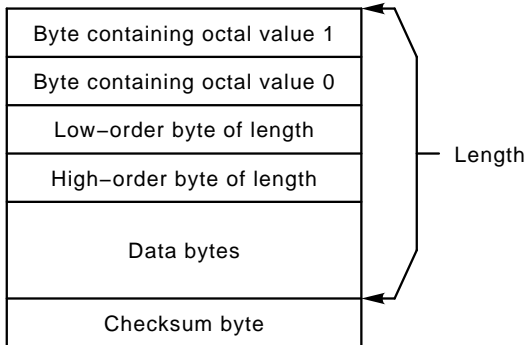 Byte containing octal value 1
Byte containing octal value 0
Low−order byte of length
High−order byte of length
Length
Data bytes
Checksum byte